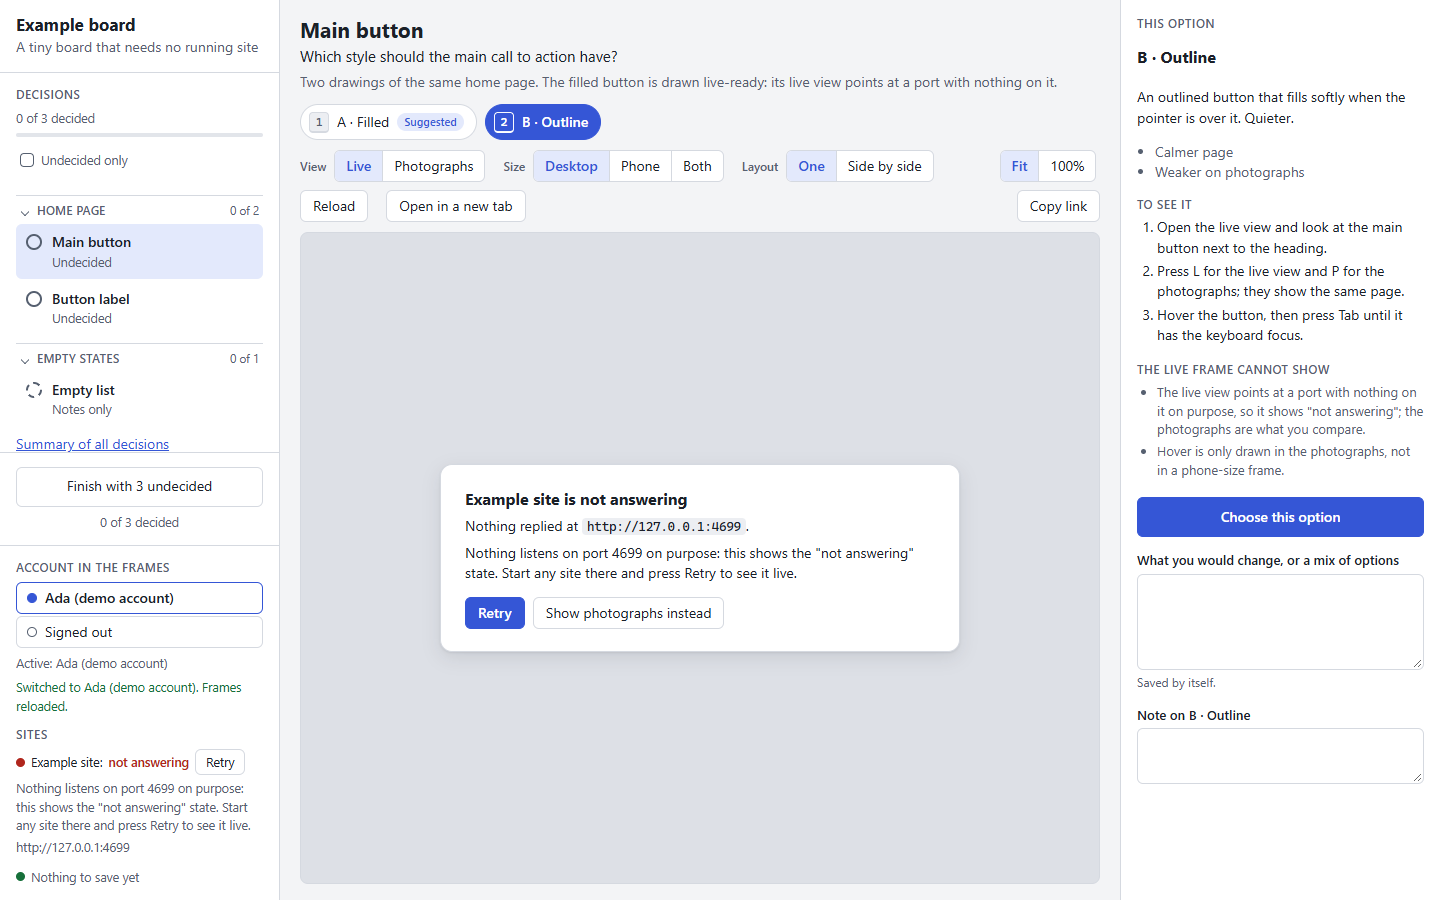 Example board
A tiny board that needs no running site
DECISIONS
0 of 3 decided
Undecided only
HOME PAGE 0 of 2
Main button
Undecided
Button label
Undecided
EMPTY STATES 0 of 1
Empty list
Notes only
Summary of all decisions
Finish with 3 undecided
0 of 3 decided
ACCOUNT IN THE FRAMES
Ada (demo account)
Signed out
Active: Ada (demo account)
Switched to Ada (demo account). Frames
reloaded.
SITES
Example site: not answering Retry
Nothing listens on port 4699 on purpose:
this shows the "not answering" state. Start
any site there and press Retry to see it live.
http://127.0.0.1:4699
Nothing to save yet
Main button
Which style should the main call to action have?
Two drawings of the same home page. The filled button is drawn live-ready: its live view points at a port with nothing on it.
1 A · Filled Suggested 2 B · Outline
View Live Photographs Size Desktop Phone Both Layout One Side by side Fit 100%
Reload Open in a new tab Copy link
Example site is not answering
Nothing replied at http://127.0.0.1:4699.
Nothing listens on port 4699 on purpose: this shows the "not answering"
state. Start any site there and press Retry to see it live.
Retry Show photographs instead
THIS OPTION
B · Outline
An outlined button that fills softly when the
pointer is over it. Quieter.
Calmer page
Weaker on photographs
TO SEE IT
1. Open the live view and look at the main
button next to the heading.
2. Press L for the live view and P for the
photographs; they show the same page.
3. Hover the button, then press Tab until it
has the keyboard focus.
THE LIVE FRAME CANNOT SHOW
The live view points at a port with nothing on
it on purpose, so it shows "not answering"; the
photographs are what you compare.
Hover is only drawn in the photographs, not
in a phone-size frame.
Choose this option
What you would change, or a mix of options
Saved by itself.
Note on B · Outline